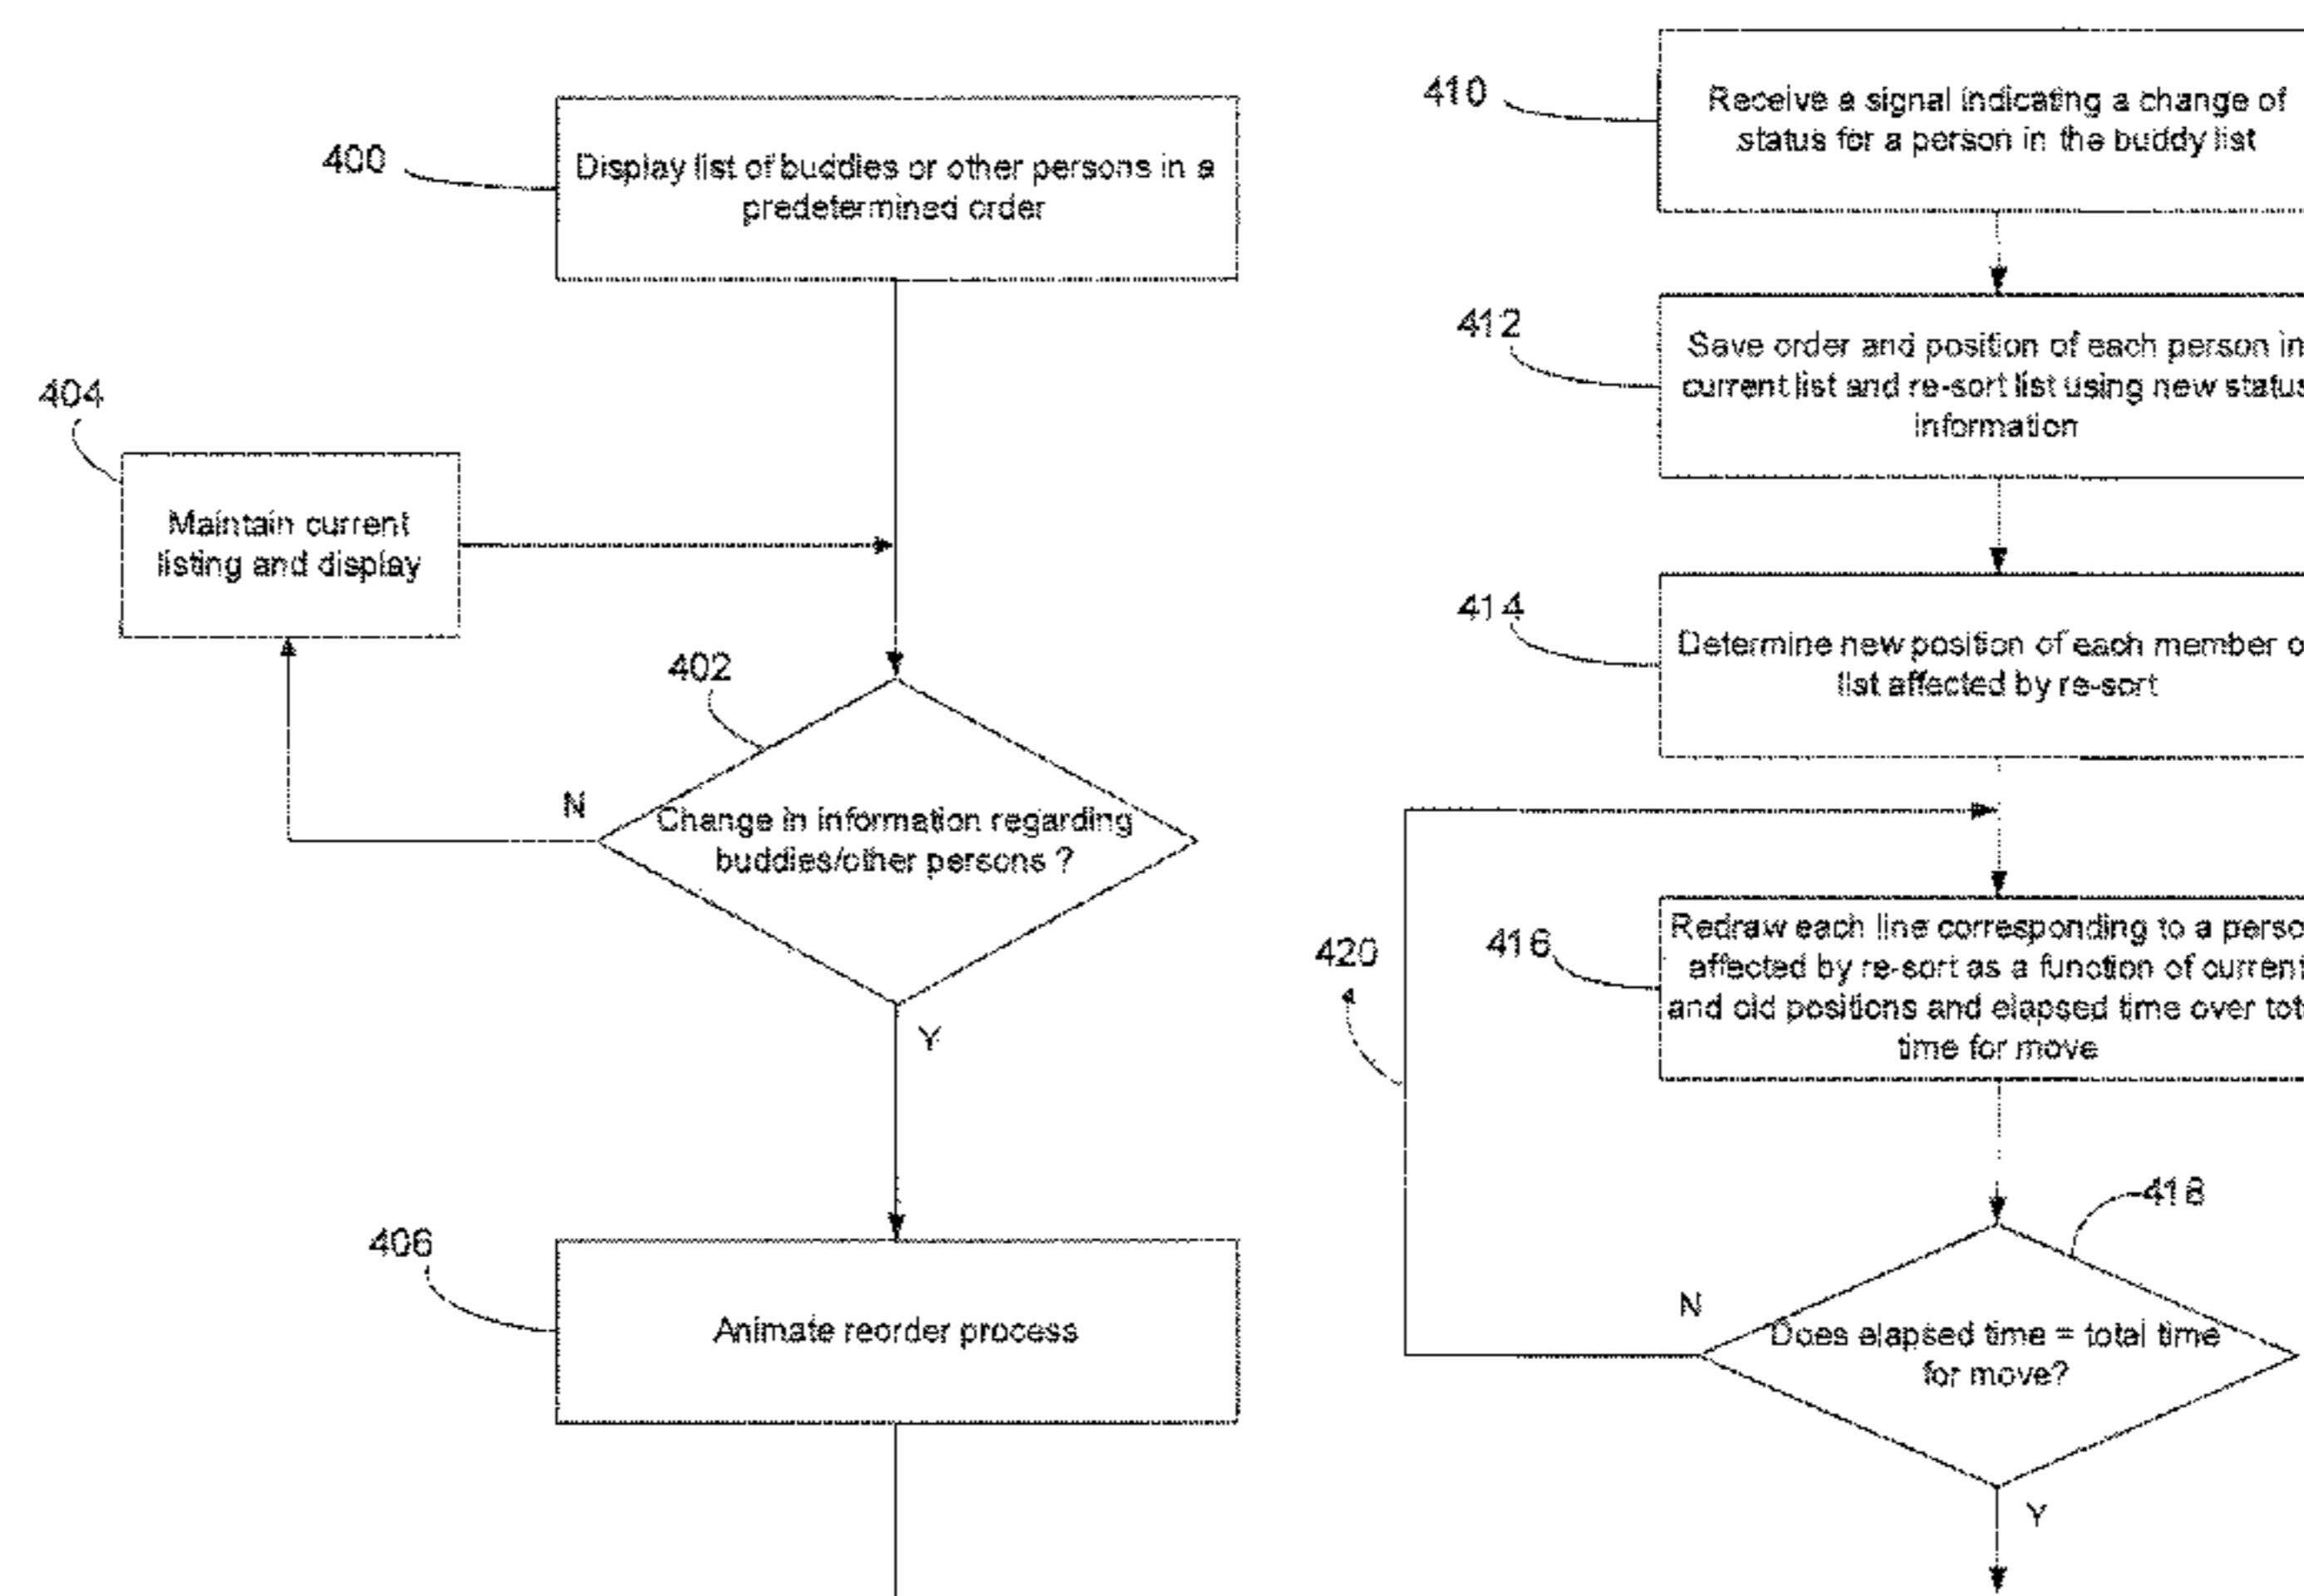 400
Display list of buddies or other persons in a
predetermined order
404
Maintain current
listing and display
402
N
Change in information regarding
buddies/other persons ?
Y
406
Animate reorder process
410
Receive a signal indicating a change of
status for a person in the buddy list
412
Save order and position of each person in
current list and re-sort list using new status
information
414
Determine new position of each member
list affected by re-sort
420
416
Redraw each line corresponding to a
affected by re-sort as a function of current
and old positions and elapsed time over
time for move
418
N
Does elapsed time = total time
for move?
Y